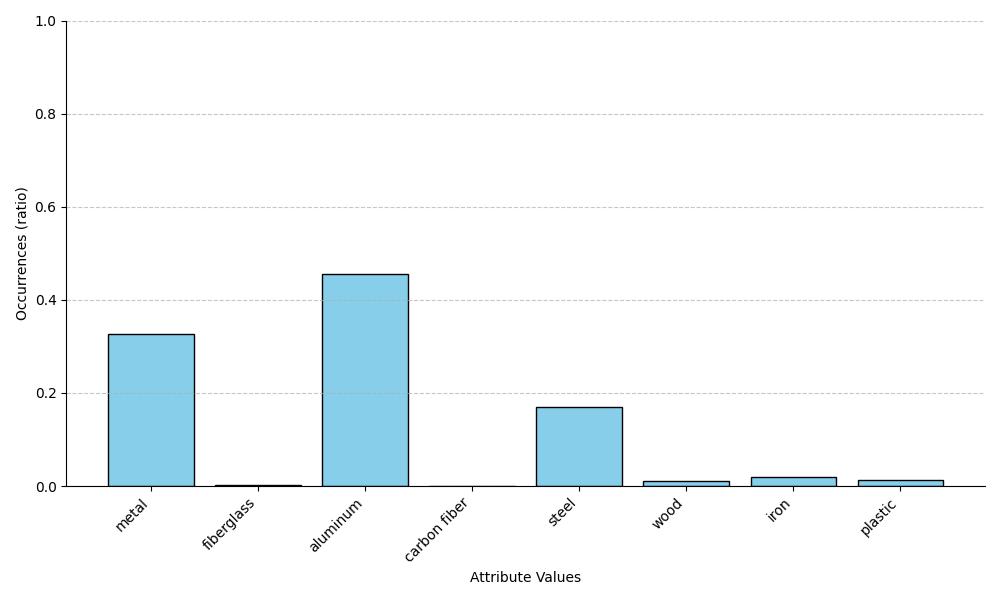 1.0
0.8
0.6
0.4
0.2
0.0
Occurrences (ratio)
metal
fiberglass
aluminum
carbon fiber
steel
wood
iron
plastic
Attribute Values